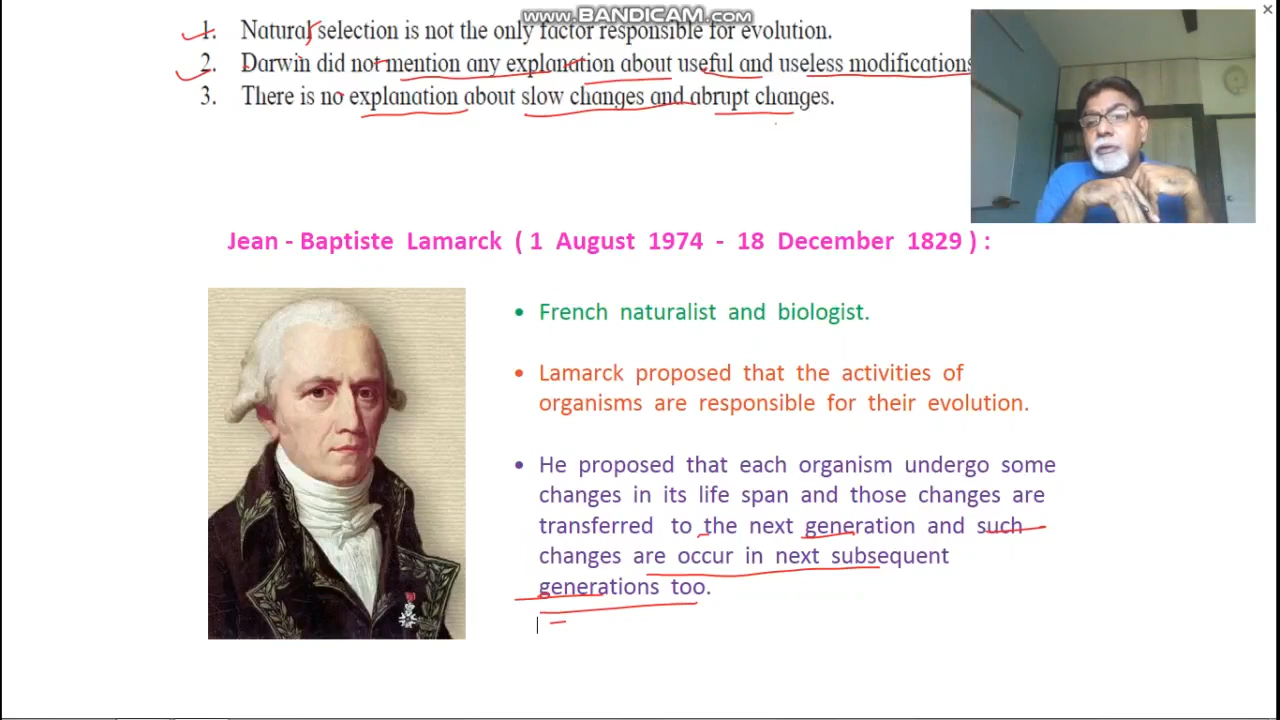 www.BANDICAM.com
1. Natural selection is not the only factor responsible for evolution.
2. Darwin did not mention any explanation about useful and useless modifications
3. There is no explanation about slow changes and abrupt changes.
Jean - Baptiste Lamarck ( 1 August 1974 - 18 December 1829 ) :
• French naturalist and biologist.
• Lamarck proposed that the activities of
organisms are responsible for their evolution.
• He proposed that each organism undergo some
changes in its life span and those changes are
transferred to the next generation and such
changes are occur in next subsequent
generations too.